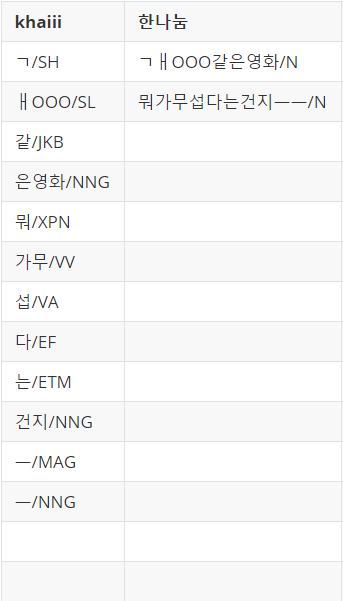 khaiii 한나눔
ㄱ/SH ㄱㅐOOO같은영화/N
ㅐOOO/SL 뭐가무섭다는건지ㅡㅡ/N
같/JKB
은영화/NNG
뭐/XPN
가무/VV
섭/VA
다/EF
는/ETM
건지/NNG
ㅡ/MAG
ㅡ/NNG